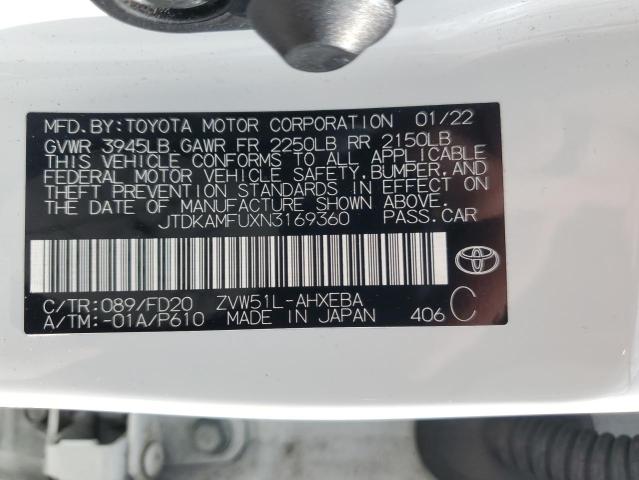 MFD.BY:TOYOTA MOTOR CORPORATION 01/22
GVWR 3945LB GAWR FR 2250LB RR 2150LB
THIS VEHICLE CONFORMS TO ALL APPLICABLE
FEDERAL MOTOR VEHICLE SAFETY,BUMPER,AND
THEFT PREVENTION STANDARDS IN EFFECT ON
THE DATE OF MANUFACTURE SHOWN ABOVE.
JTDKAMFUXN3169360 PASS.CAR
C/TR:089/FD20 ZVW51L-AHXEBA
A/TM:-01A/P610 MADE IN JAPAN 406 C